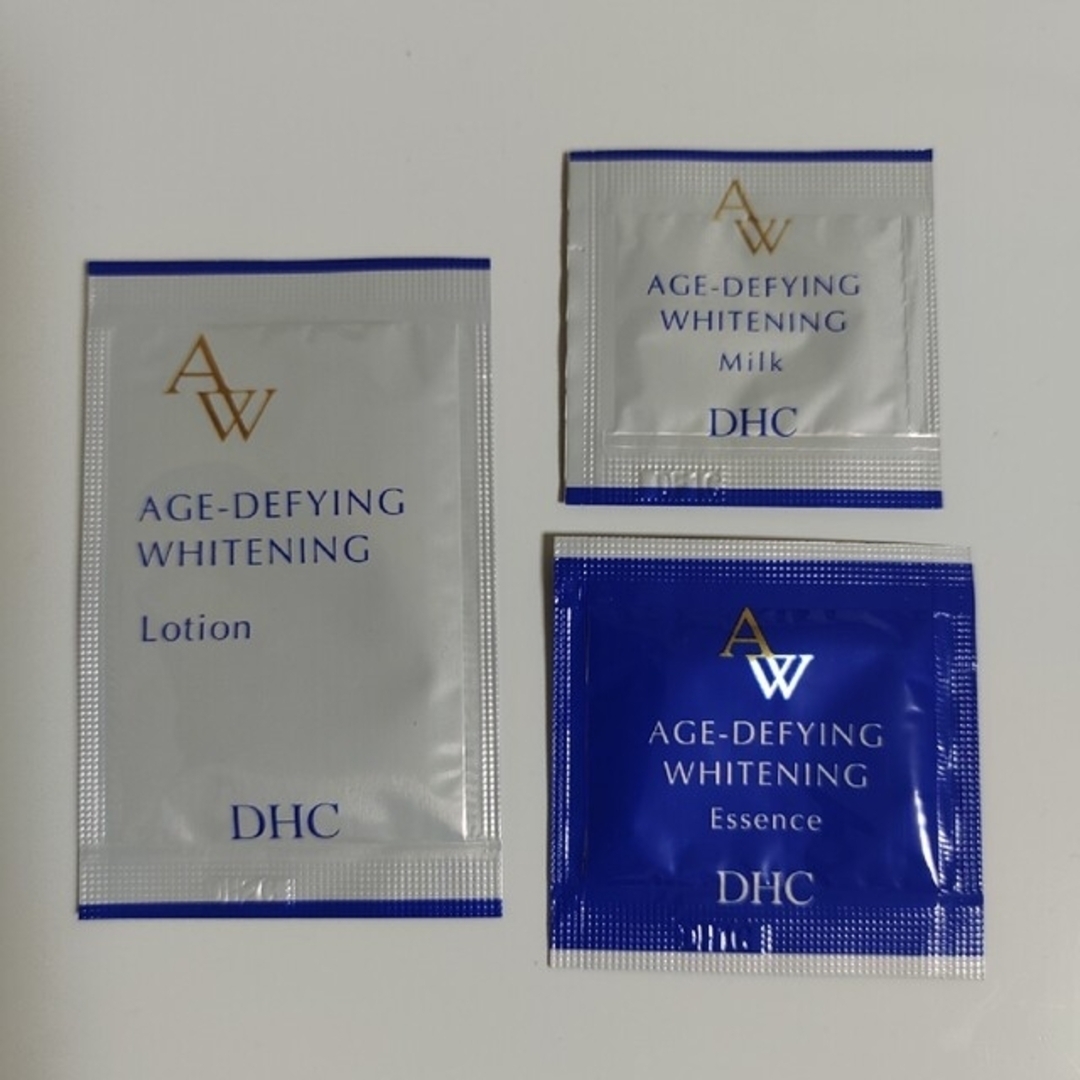 AW
AGE-DEFYING
WHITENING
Lotion
DHC
AW
AGE-DEFYING
WHITENING
Milk
DHC
AW
AGE-DEFYING
WHITENING
Essence
DHC